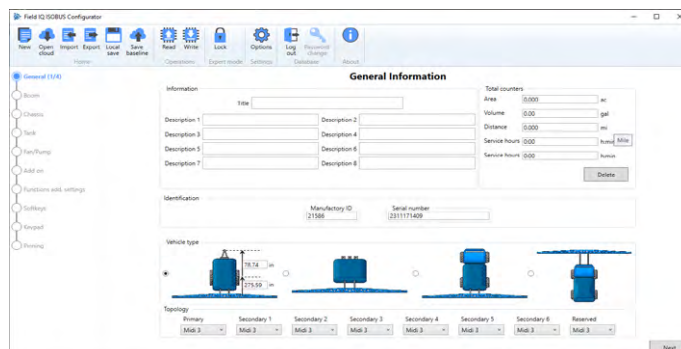 Field IQ ISOBUS Configurator
New Open cloud Import Export Local save Save baseline Read Write Lock Options Log out Password change
Home Operations Expert mode Settings Database About
General (1/4)
Boom
Chassis
Tank
Fan/Pump
Add on
Functions add. settings
Softkeys
Keypad
Priming
General Information
Information
Title
Description 1 Description 2
Description 3 Description 4
Description 5 Description 6
Description 7 Description 8
Total counters
Area 0.000 ac
Volume 0.00 gal
Distance 0.000 mi
Service hours 0:00 h:min Mile
Service hours 0:00 h:min
Delete
Identification
Manufactory ID Serial number
21586 2311171409
Vehicle type
78.74 in
275.59 in
Topology
Primary Secondary 1 Secondary 2 Secondary 3 Secondary 4 Secondary 5 Secondary 6 Reserved
Midi 3 Midi 3 Midi 3 Midi 3 Midi 3 Midi 3 Midi 3 Midi 3
Next